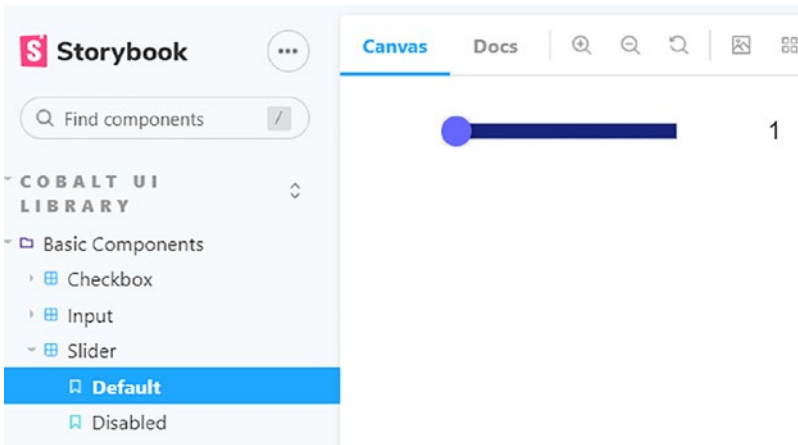 S Storybook
Canvas Docs
Find components /
1
COBALT UI
LIBRARY
Basic Components
Checkbox
Input
Slider
Default
Disabled